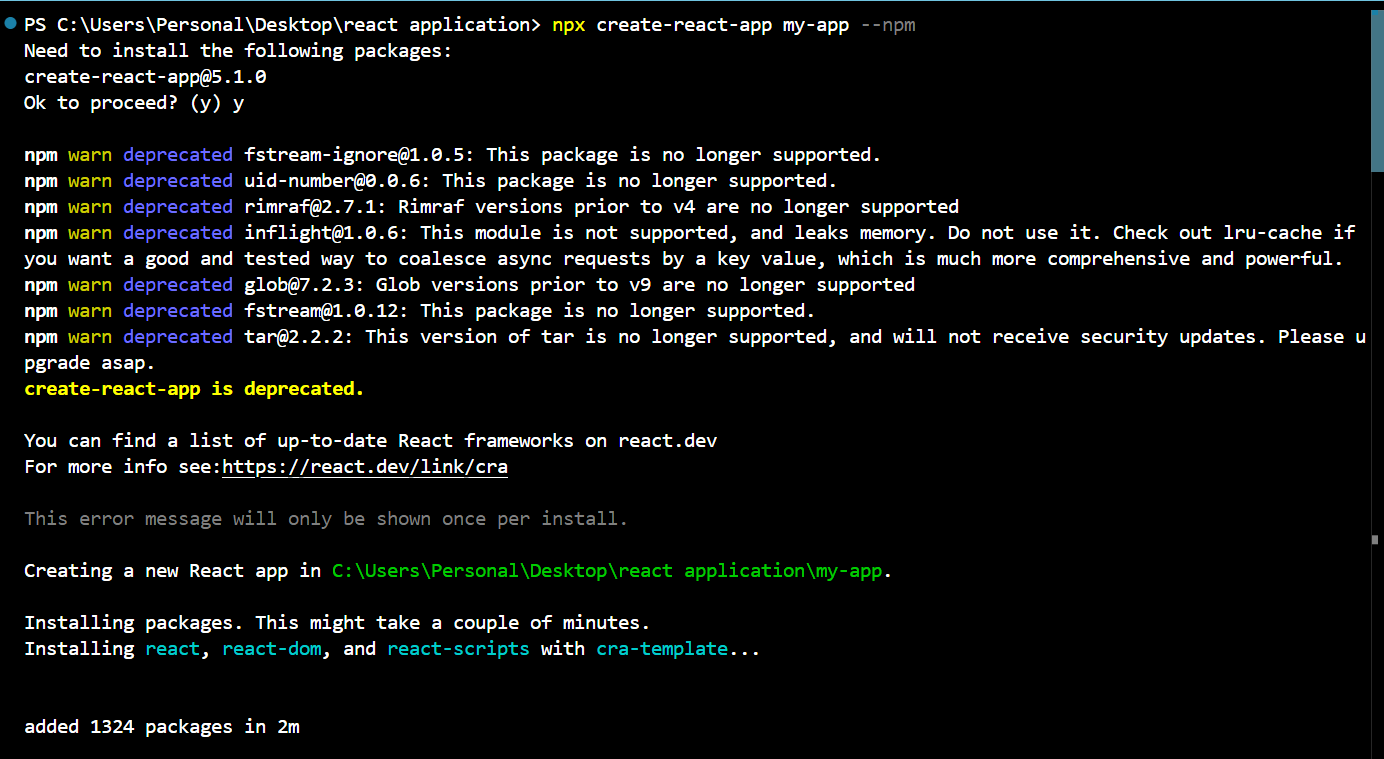 PS C:\Users\Personal\Desktop\react application> npx create-react-app my-app --npm
Need to install the following packages:
create-react-app@5.1.0
Ok to proceed? (y) y
npm warn deprecated fstream-ignore@1.0.5: This package is no longer supported.
npm warn deprecated uid-number@0.0.6: This package is no longer supported.
npm warn deprecated rimraf@2.7.1: Rimraf versions prior to v4 are no longer supported
npm warn deprecated inflight@1.0.6: This module is not supported, and leaks memory. Do not use it. Check out lru-cache if
you want a good and tested way to coalesce async requests by a key value, which is much more comprehensive and powerful.
npm warn deprecated glob@7.2.3: Glob versions prior to v9 are no longer supported
npm warn deprecated fstream@1.0.12: This package is no longer supported.
npm warn deprecated tar@2.2.2: This version of tar is no longer supported, and will not receive security updates. Please u
pgrade asap.
create-react-app is deprecated.
You can find a list of up-to-date React frameworks on react.dev
For more info see:https://react.dev/link/cra
This error message will only be shown once per install.
Creating a new React app in C:\Users\Personal\Desktop\react application\my-app.
Installing packages. This might take a couple of minutes.
Installing react, react-dom, and react-scripts with cra-template...
added 1324 packages in 2m